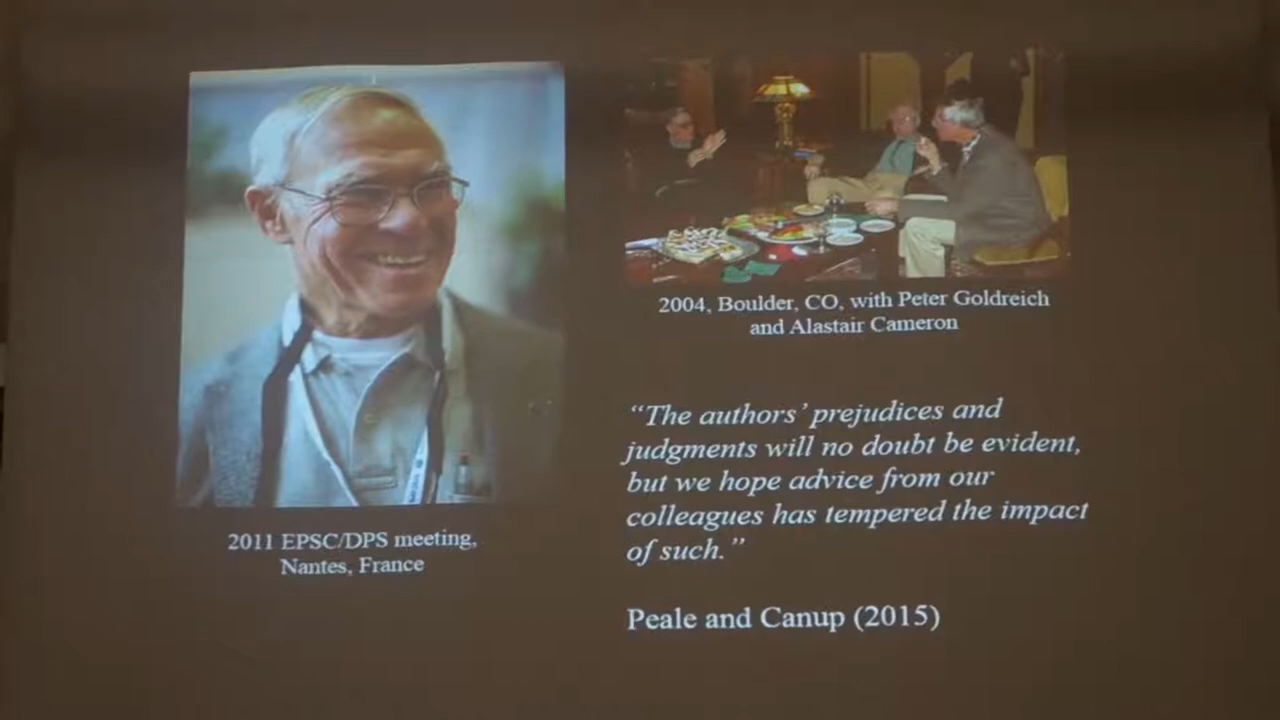 2004, Boulder, CO, with Peter Goldreich
and Alastair Cameron
“The authors’ prejudices and
judgments will no doubt be evident,
but we hope advice from our
colleagues has tempered the impact
of such.”
Peale and Canup (2015)
2011 EPSC/DPS meeting,
Nantes, France